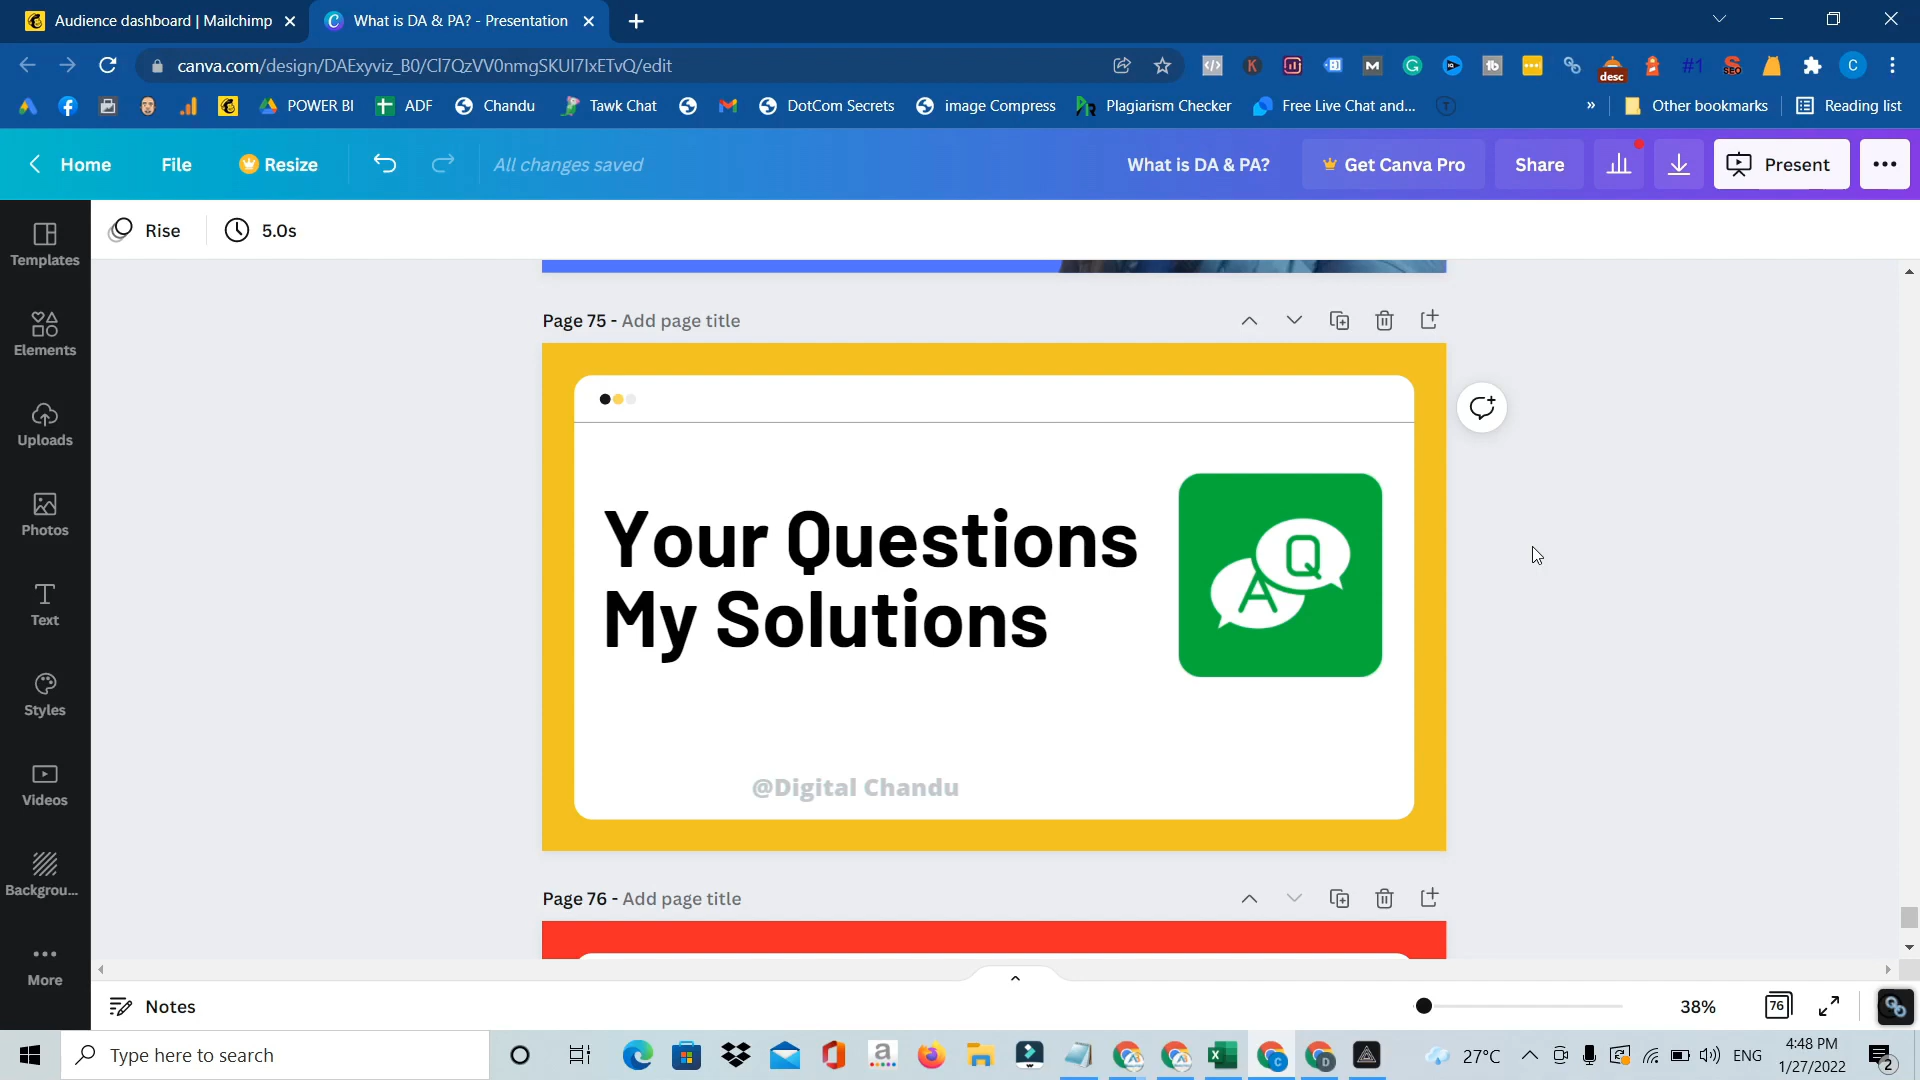 Audience dashboard | Mailchimp
What is DA & PA? - Presentation
canva.com/design/DAExyviz_B0/Cl7QzVV0nmgSKUI7IxETvQ/edit
desc
#1
SEO
POWER BI
ADF
Chandu
Tawk Chat
DotCom Secrets
image Compress
Plagiarism Checker
Free Live Chat and...
»
Other bookmarks
Reading list
Home
File
Resize
All changes saved
What is DA & PA?
Get Canva Pro
Share
Present
Templates
Elements
Uploads
Photos
Text
Styles
Videos
Backgrou...
More
Rise
5.0s
Page 75 - Add page title
Your Questions
My Solutions
Q
A
@Digital Chandu
Page 76 - Add page title
Notes
38%
76
Type here to search
27°C
ENG
4:48 PM
1/27/2022
2